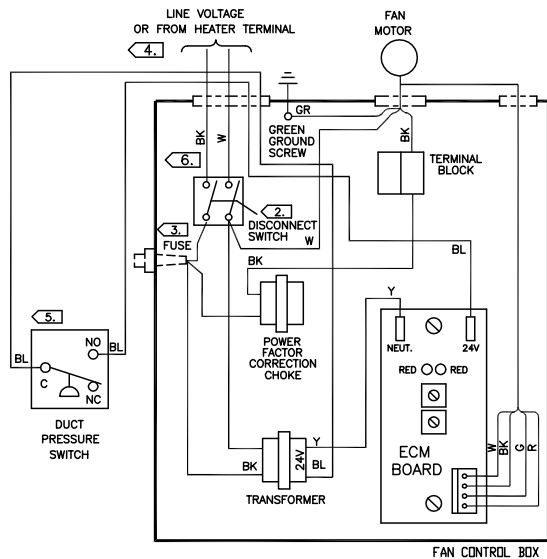 LINE VOLTAGE
OR FROM HEATER TERMINAL
FAN
MOTOR
4.
GR
BK
W
GREEN
GROUND
SCREW
BK
TERMINAL
BLOCK
6.
2.
DISCONNECT
SWITCH
3.
FUSE
W
BL
BK
Y
5.
NO
BL
BL
C
NC
DUCT
PRESSURE
SWITCH
POWER
FACTOR
CORRECTION
CHOKE
NEUT.
24V
RED
RED
ECM
BOARD
W
BK
G
R
Y
24V
BK
BL
TRANSFORMER
FAN CONTROL BOX